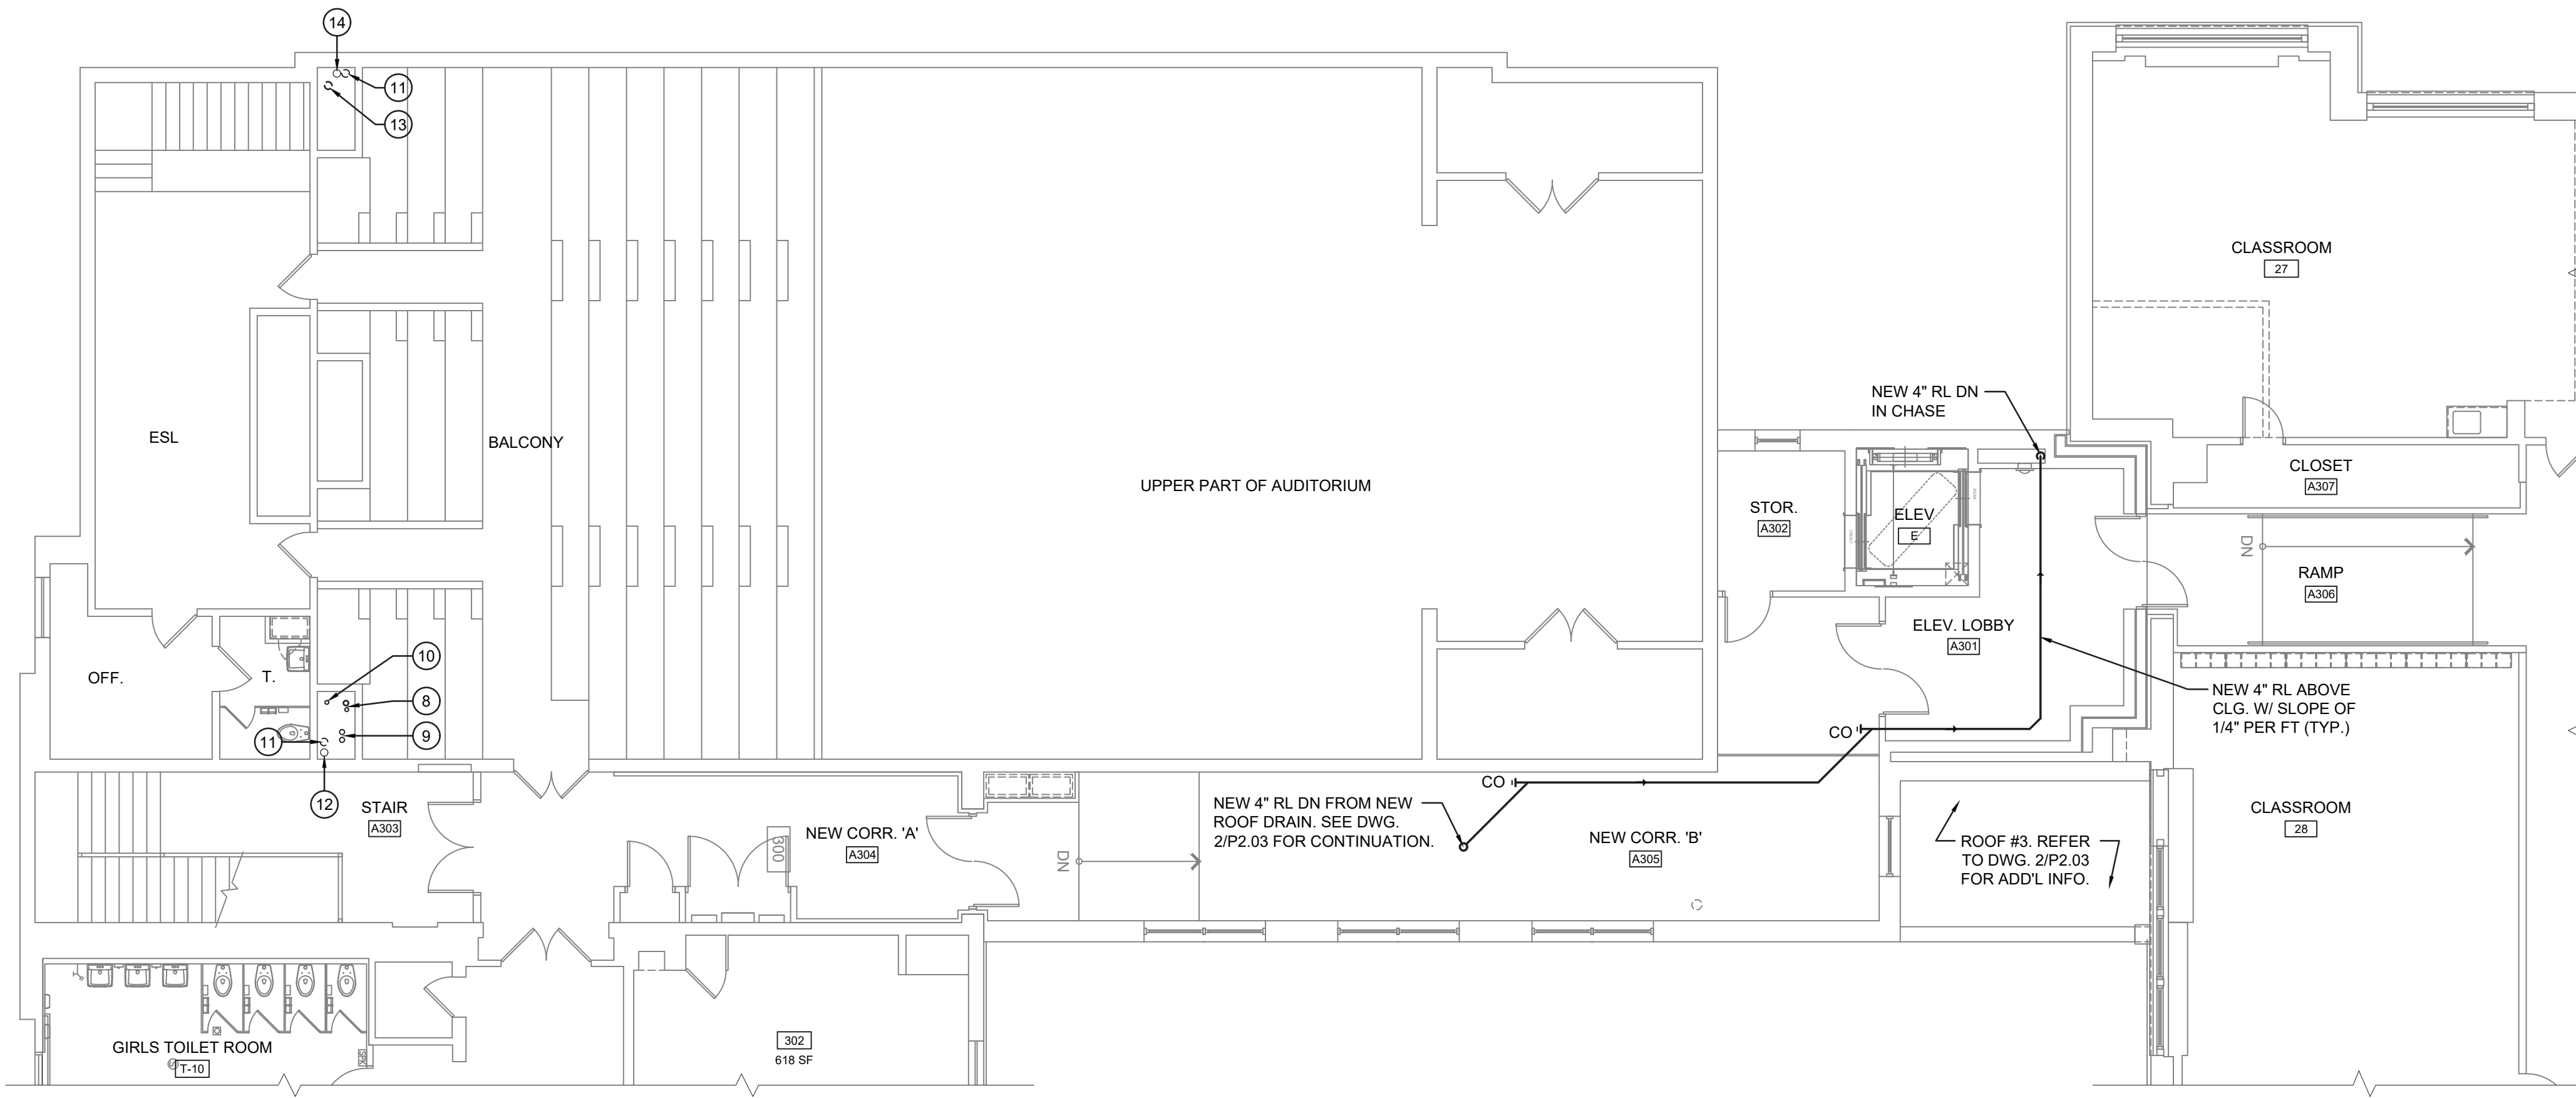 14
11
13
CLASSROOM
27
NEW 4" RL DN
IN CHASE
ESL
BALCONY
UPPER PART OF AUDITORIUM
STOR.
A302
ELEV
E
CLOSET
A307
DN
RAMP
A306
ELEV. LOBBY
A301
10
8
9
11
12
OFF.
T.
NEW 4" RL ABOVE
CLG. W/ SLOPE OF
1/4" PER FT (TYP.)
CO
CO
STAIR
A303
NEW CORR. 'A'
A304
300
DN
NEW 4" RL DN FROM NEW
ROOF DRAIN. SEE DWG.
2/P2.03 FOR CONTINUATION.
NEW CORR. 'B'
A305
ROOF #3. REFER
TO DWG. 2/P2.03
FOR ADD'L INFO.
CLASSROOM
28
GIRLS TOILET ROOM
T-10
302
618 SF